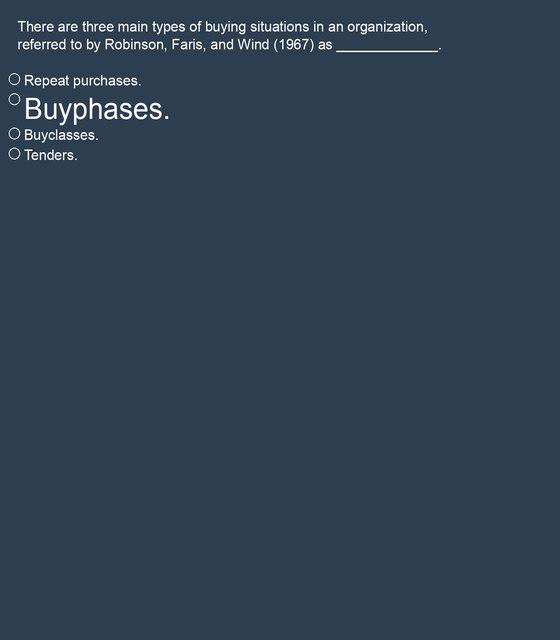 There are three main types of buying situations in an organization,
referred to by Robinson, Faris, and Wind (1967) as _____________.
Repeat purchases.
Buyphases.
Buyclasses.
Tenders.